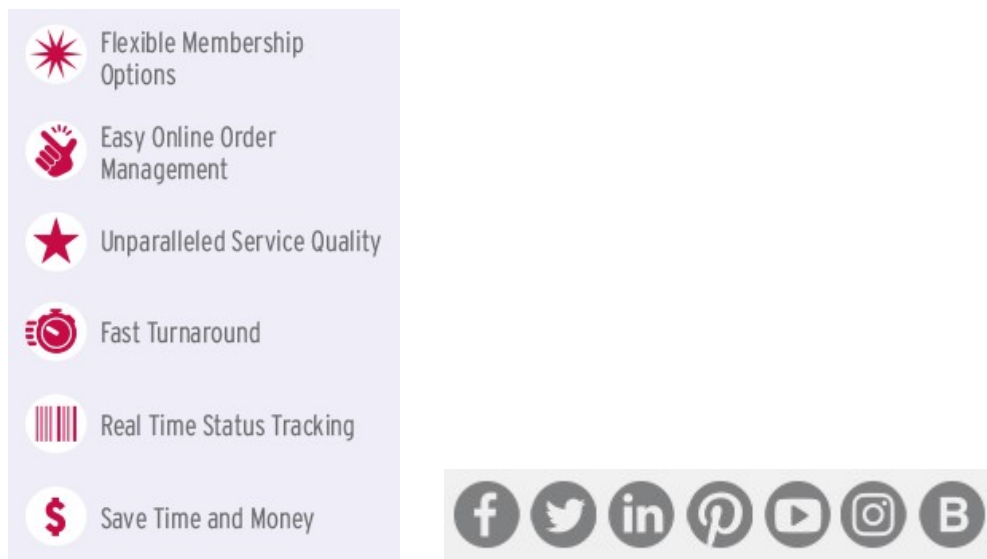 Flexible Membership
Options
Easy Online Order
Management
Unparalleled Service Quality
Fast Turnaround
Real Time Status Tracking
$ Save Time and Money
f in B